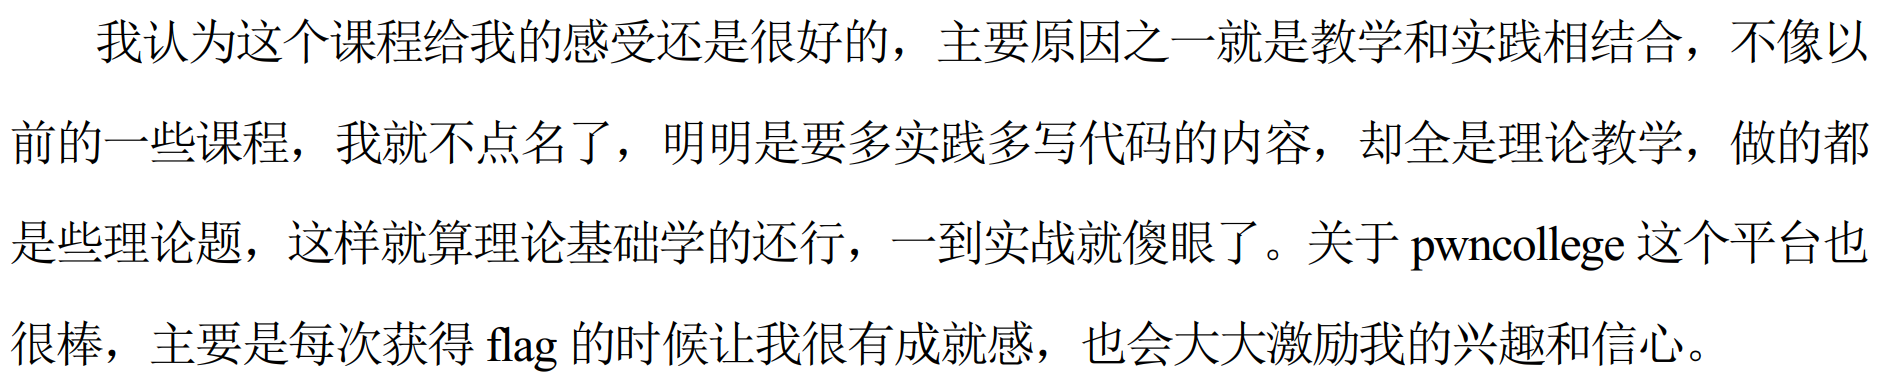 我认为这个课程给我的感受还是很好的，主要原因之一就是教学和实践相结合，不像以
前的一些课程，我就不点名了，明明是要多实践多写代码的内容，却全是理论教学，做的都
是些理论题，这样就算理论基础学的还行，一到实战就傻眼了。关于 pwncollege 这个平台也
很棒，主要是每次获得 flag 的时候让我很有成就感，也会大大激励我的兴趣和信心。